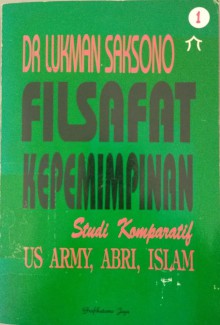 1
DR LUKMAN SAKSONO
FILSAFAT
KEPEMIMPINAN
Studi Komparatif
US ARMY, ABRI, ISLAM